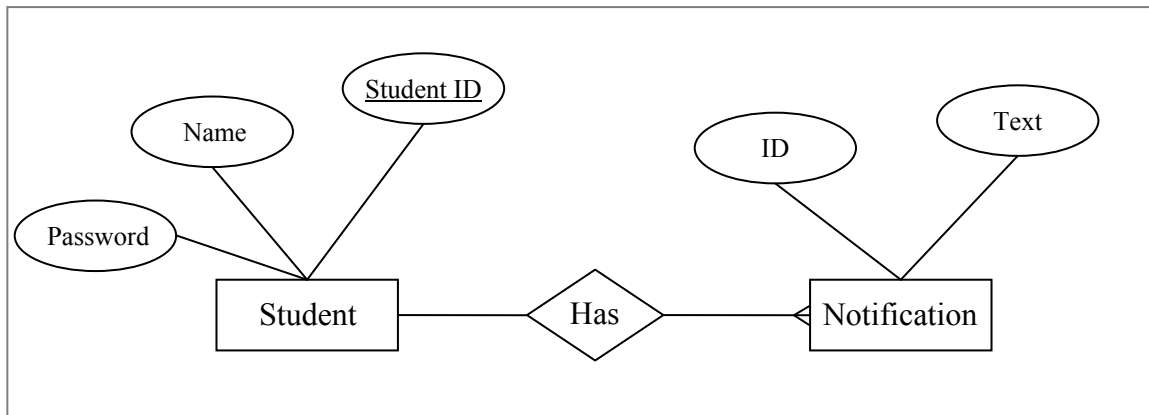 Student ID
Name
Text
ID
Password
Student
Has
Notification